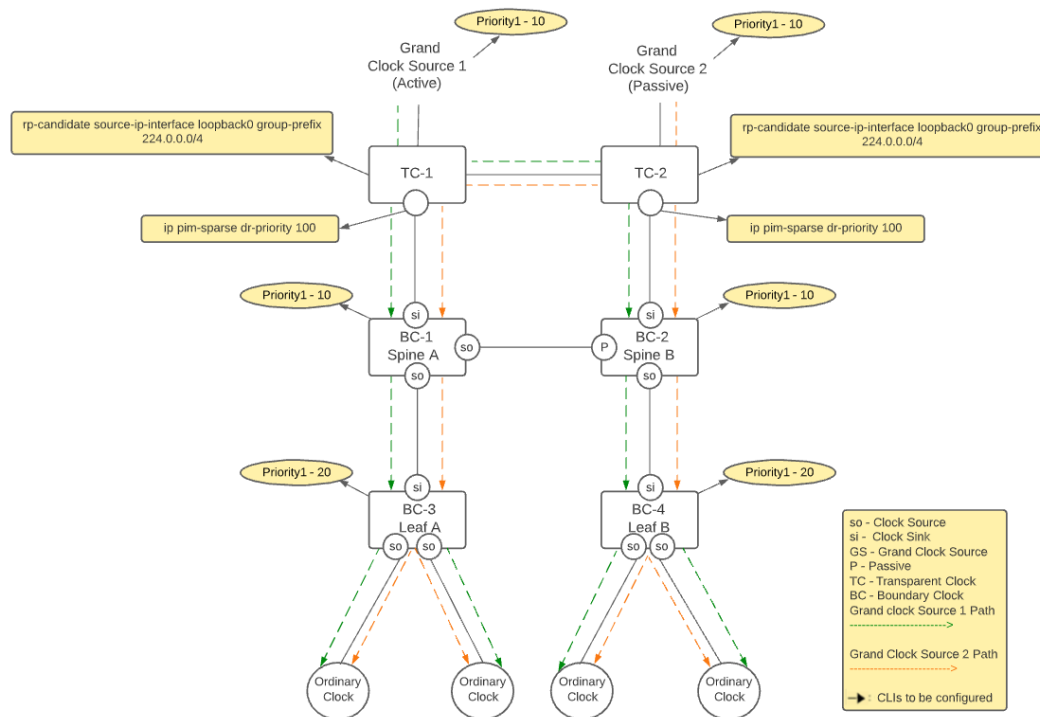 Priority1 - 10
Priority1 - 10
Grand
Clock Source 1
(Active)
Grand
Clock Source 2
(Passive)
rp-candidate source-ip-interface loopback0 group-prefix
224.0.0.0/4
rp-candidate source-ip-interface loopback0 group-prefix
224.0.0.0/4
TC-1
TC-2
ip pim-sparse dr-priority 100
ip pim-sparse dr-priority 100
Priority1 - 10
Priority1 - 10
si
si
BC-1
Spine A
so
P
BC-2
Spine B
so
so
Priority1 - 20
Priority1 - 20
si
si
BC-3
Leaf A
BC-4
Leaf B
so
so
so
so
so - Clock Source
si - Clock Sink
GS - Grand Clock Source
P - Passive
TC - Transparent Clock
BC - Boundary Clock
Grand clock Source 1 Path
------------------------>
Grand Clock Source 2 Path
------------------------->
: CLIs to be configured
Ordinary
Clock
Ordinary
Clock
Ordinary
Clock
Ordinary
Clock